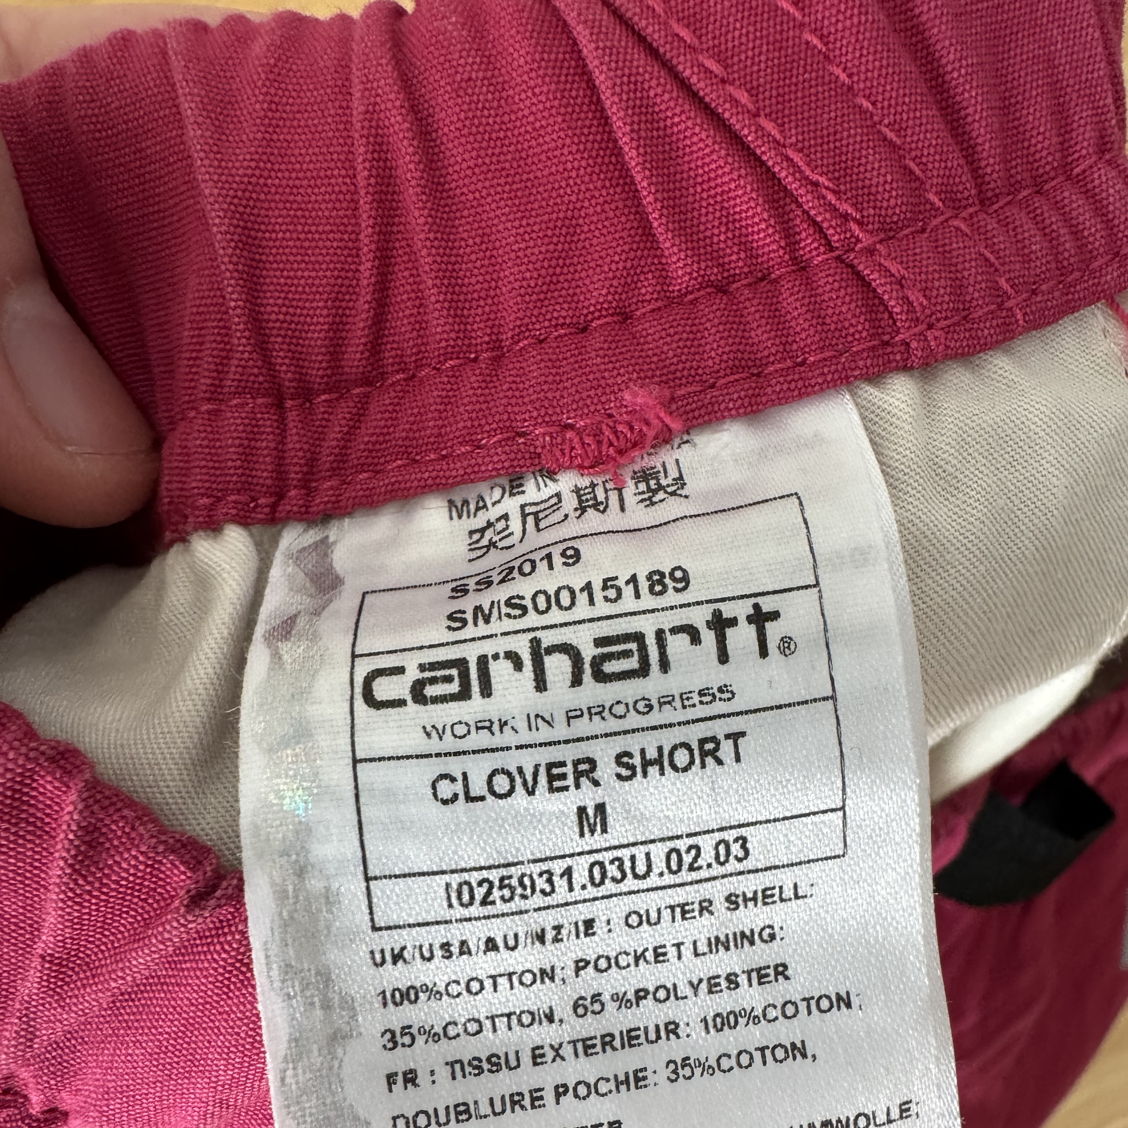 MADE IN
突尼斯製
SS2019
SMS0015189
carhartt®
WORK IN PROGRESS
CLOVER SHORT
M
I025931.03U.02.03
UK/USA/AU/NZ/IE : OUTER SHELL:
100%COTTON; POCKET LINING:
35%COTTON, 65%POLYESTER
FR : TISSU EXTERIEUR: 100%COTON;
DOUBLURE POCHE: 35%COTON,